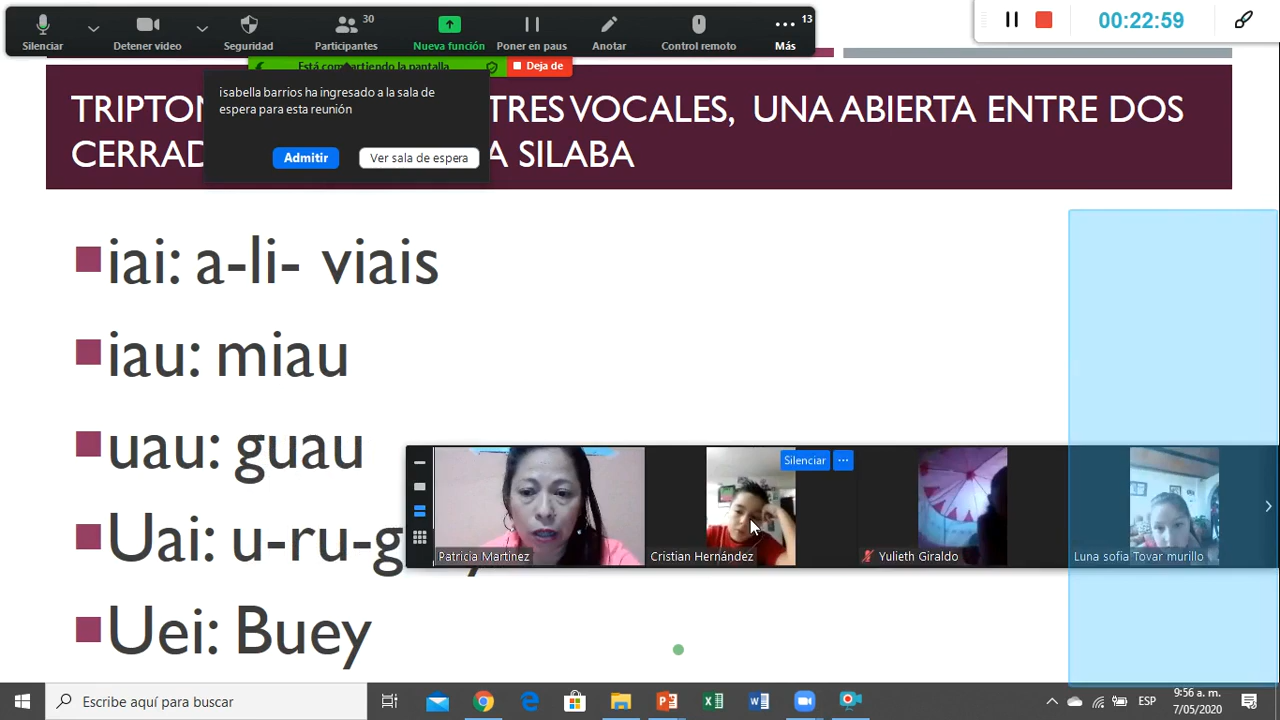 Silenciar
Detener video
Seguridad
30
Participantes
Nueva función
Poner en paus
Anotar
Control remoto
13
Más
00:22:59
Está compartiendo la pantalla
Deja de
isabella barrios ha ingresado a la sala de
espera para esta reunión
Admitir
Ver sala de espera
TRES VOCALES, UNA ABIERTA ENTRE DOS
SILABA
iai: a-li- viais
iau: miau
uau: guau
Uai: u-ru-g
Uei: Buey
Silenciar
Patricia Martinez
Cristian Hernández
Yulieth Giraldo
Luna sofia Tovar murillo
Escribe aquí para buscar
ESP
9:56 a. m.
7/05/2020